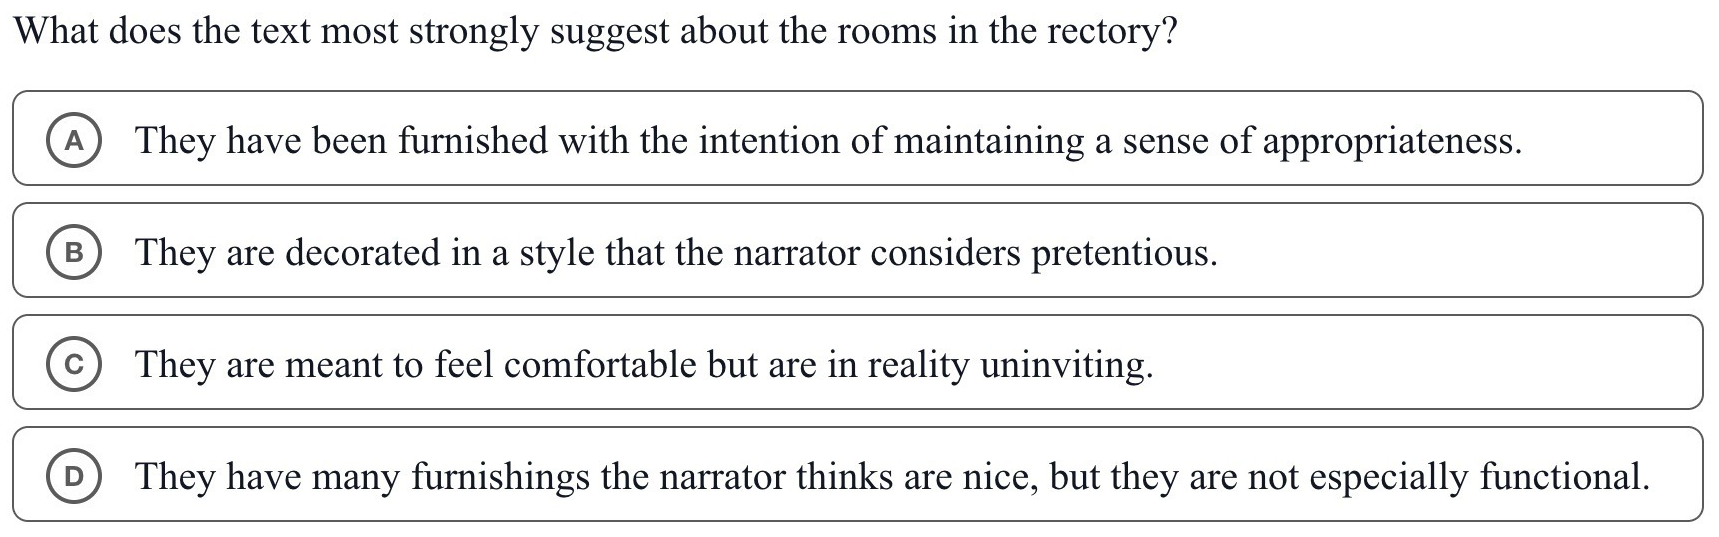 What does the text most strongly suggest about the rooms in the rectory?
A They have been furnished with the intention of maintaining a sense of appropriateness.
B They are decorated in a style that the narrator considers pretentious.
C They are meant to feel comfortable but are in reality uninviting.
D They have many furnishings the narrator thinks are nice, but they are not especially functional.